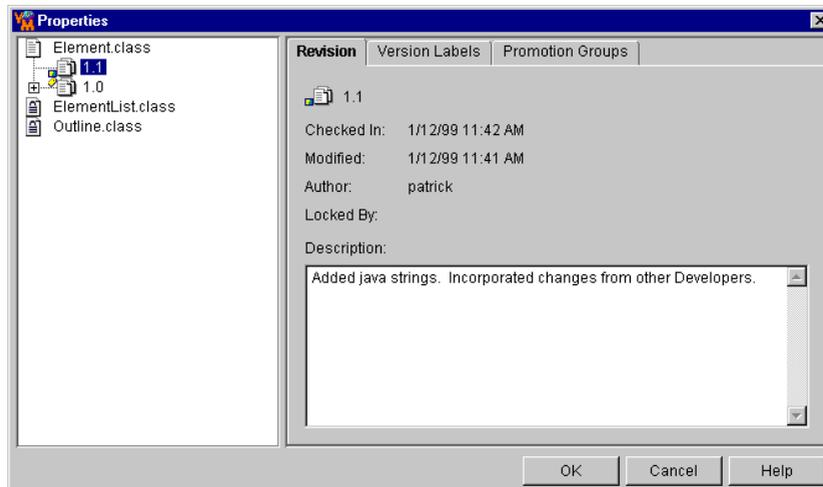 Properties
Element.class
1.1
1.0
ElementList.class
Outline.class
Revision Version Labels Promotion Groups
1.1
Checked In: 1/12/99 11:42 AM
Modified: 1/12/99 11:41 AM
Author: patrick
Locked By:
Description:
Added java strings. Incorporated changes from other Developers.
OK Cancel Help